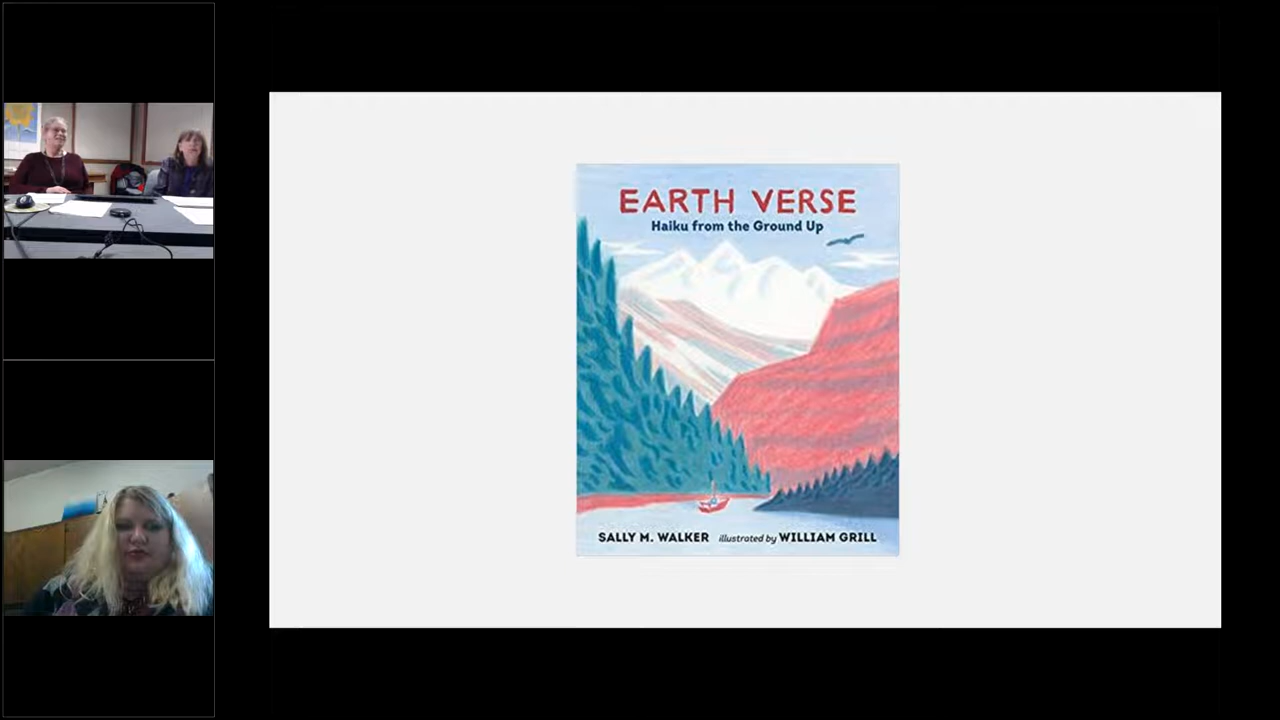 EARTH VERSE
Haiku from the Ground Up
SALLY M. WALKER illustrated by WILLIAM GRILL